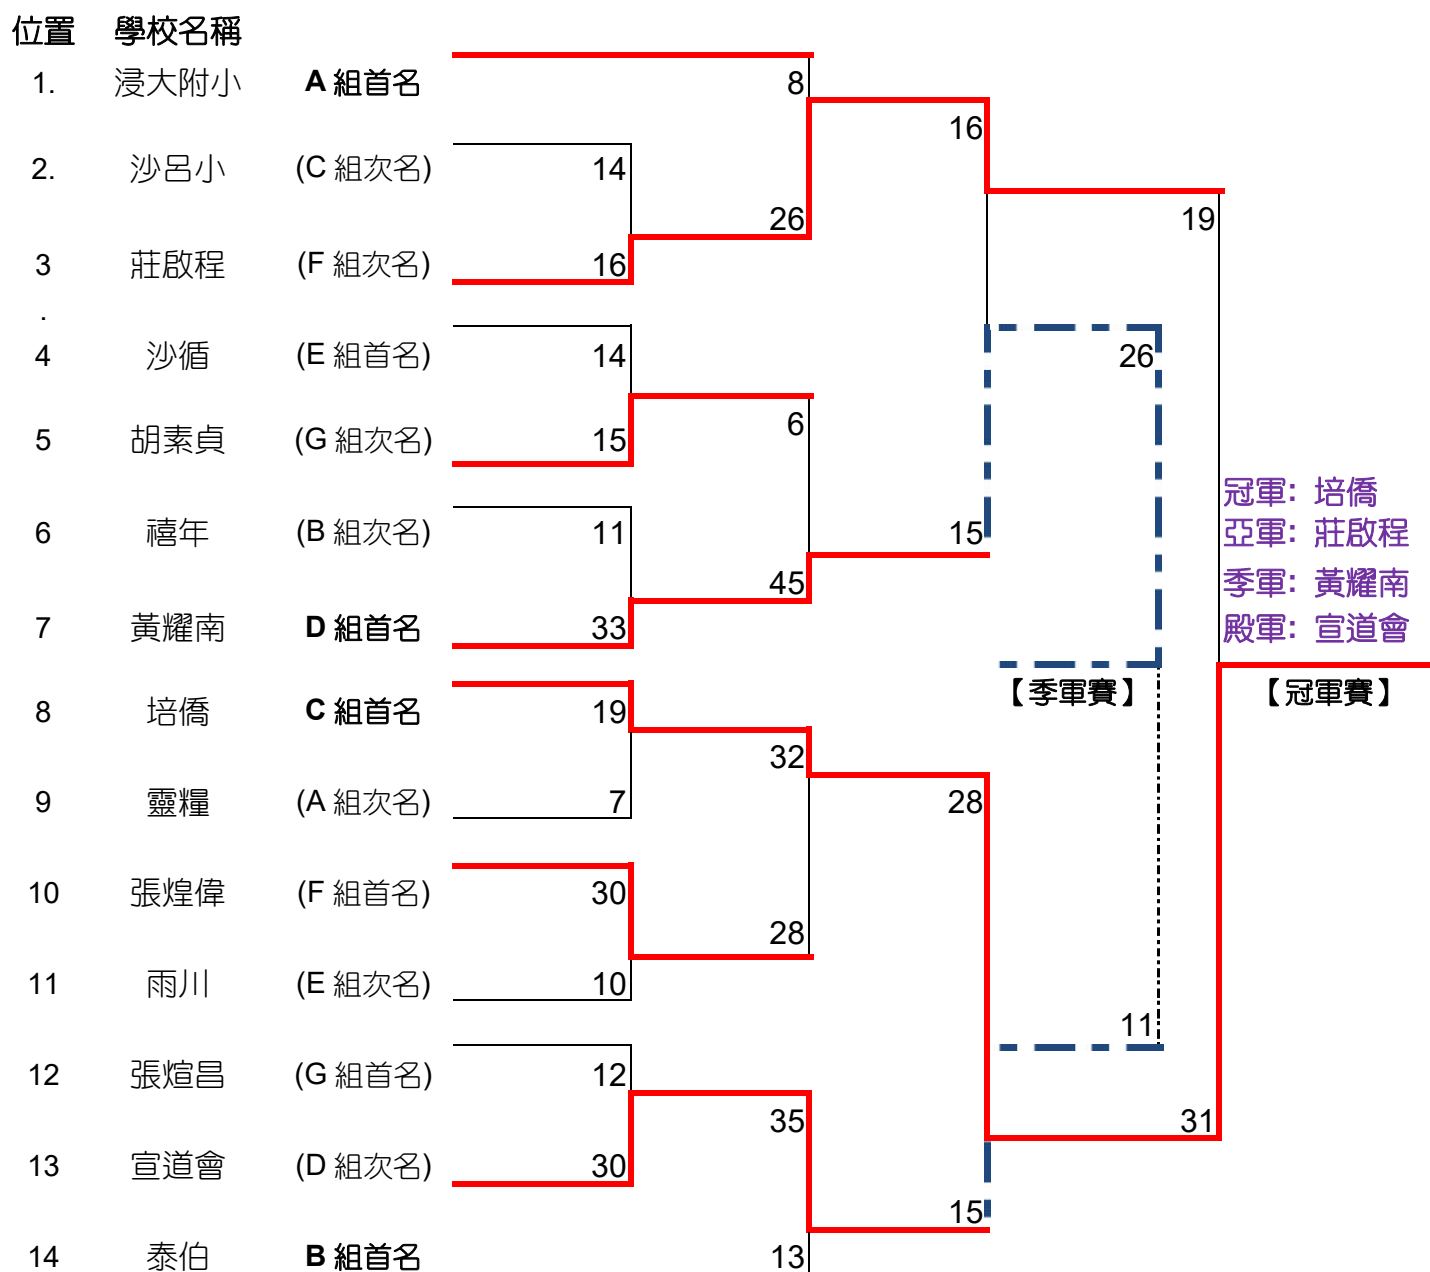 位置 學校名稱
1. 浸大附小 A 組首名 8
16
2. 沙呂小 (C 組次名) 14
26 19
3 莊啟程 (F 組次名) 16
.
4 沙循 (E 組首名) 14 26
6
5 胡素貞 (G 組次名) 15
冠軍: 培僑
6 禧年 (B 組次名) 11 15 亞軍: 莊啟程
45 季軍: 黃耀南
7 黃耀南 D 組首名 33 殿軍: 宣道會
【季軍賽】 【冠軍賽】
8 培僑 C 組首名 19
32
9 靈糧 (A 組次名) 7 28
10 張煌偉 (F 組首名) 30
28
11 雨川 (E 組次名) 10
11
12 張煊昌 (G 組首名) 12
35 31
13 宣道會 (D 組次名) 30
15
14 泰伯 B 組首名 13